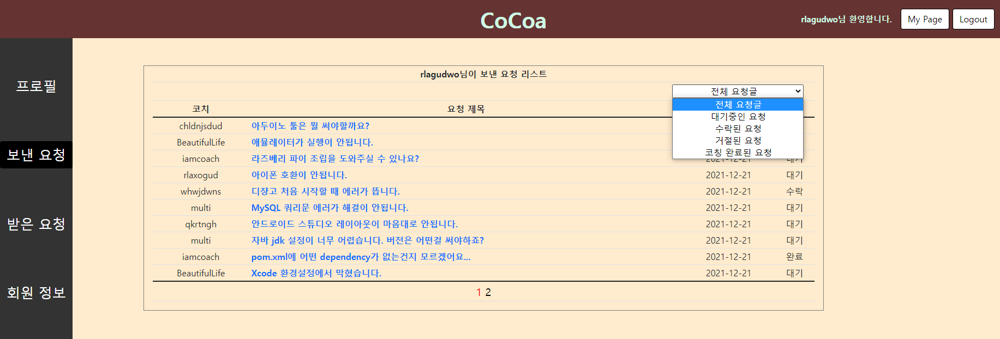 CoCoa
rlagudwo님 환영합니다.
My Page
Logout
프로필
보낸 요청
받은 요청
회원 정보
rlagudwo님이 보낸 요청 리스트
전체 요청글
전체 요청글
대기중인 요청
수락된 요청
거절된 요청
코칭 완료된 요청
코치 요청 제목
chldnjsdud 아두이노 툴은 뭘 써야할까요?
BeautifulLife 애뮬레이터가 실행이 안됩니다.
iamcoach 라즈베리 파이 조립을 도와주실 수 있나요? 2021-12-21 대기
rlaxogud 아이폰 호환이 안됩니다. 2021-12-21 대기
whwjdwns 디쟝고 처음 시작할 때 에러가 뜹니다. 2021-12-21 수락
multi MySQL 쿼리문 에러가 해결이 안됩니다. 2021-12-21 대기
qkrtngh 안드로이드 스튜디오 레이아웃이 마음대로 안됩니다. 2021-12-21 대기
multi 자바 jdk 설정이 너무 어렵습니다. 버전은 어떤걸 써야하죠? 2021-12-21 대기
iamcoach pom.xml에 어떤 dependency가 없는건지 모르겠어요... 2021-12-21 완료
BeautifulLife Xcode 환경설정에서 막혔습니다. 2021-12-21 대기
1 2